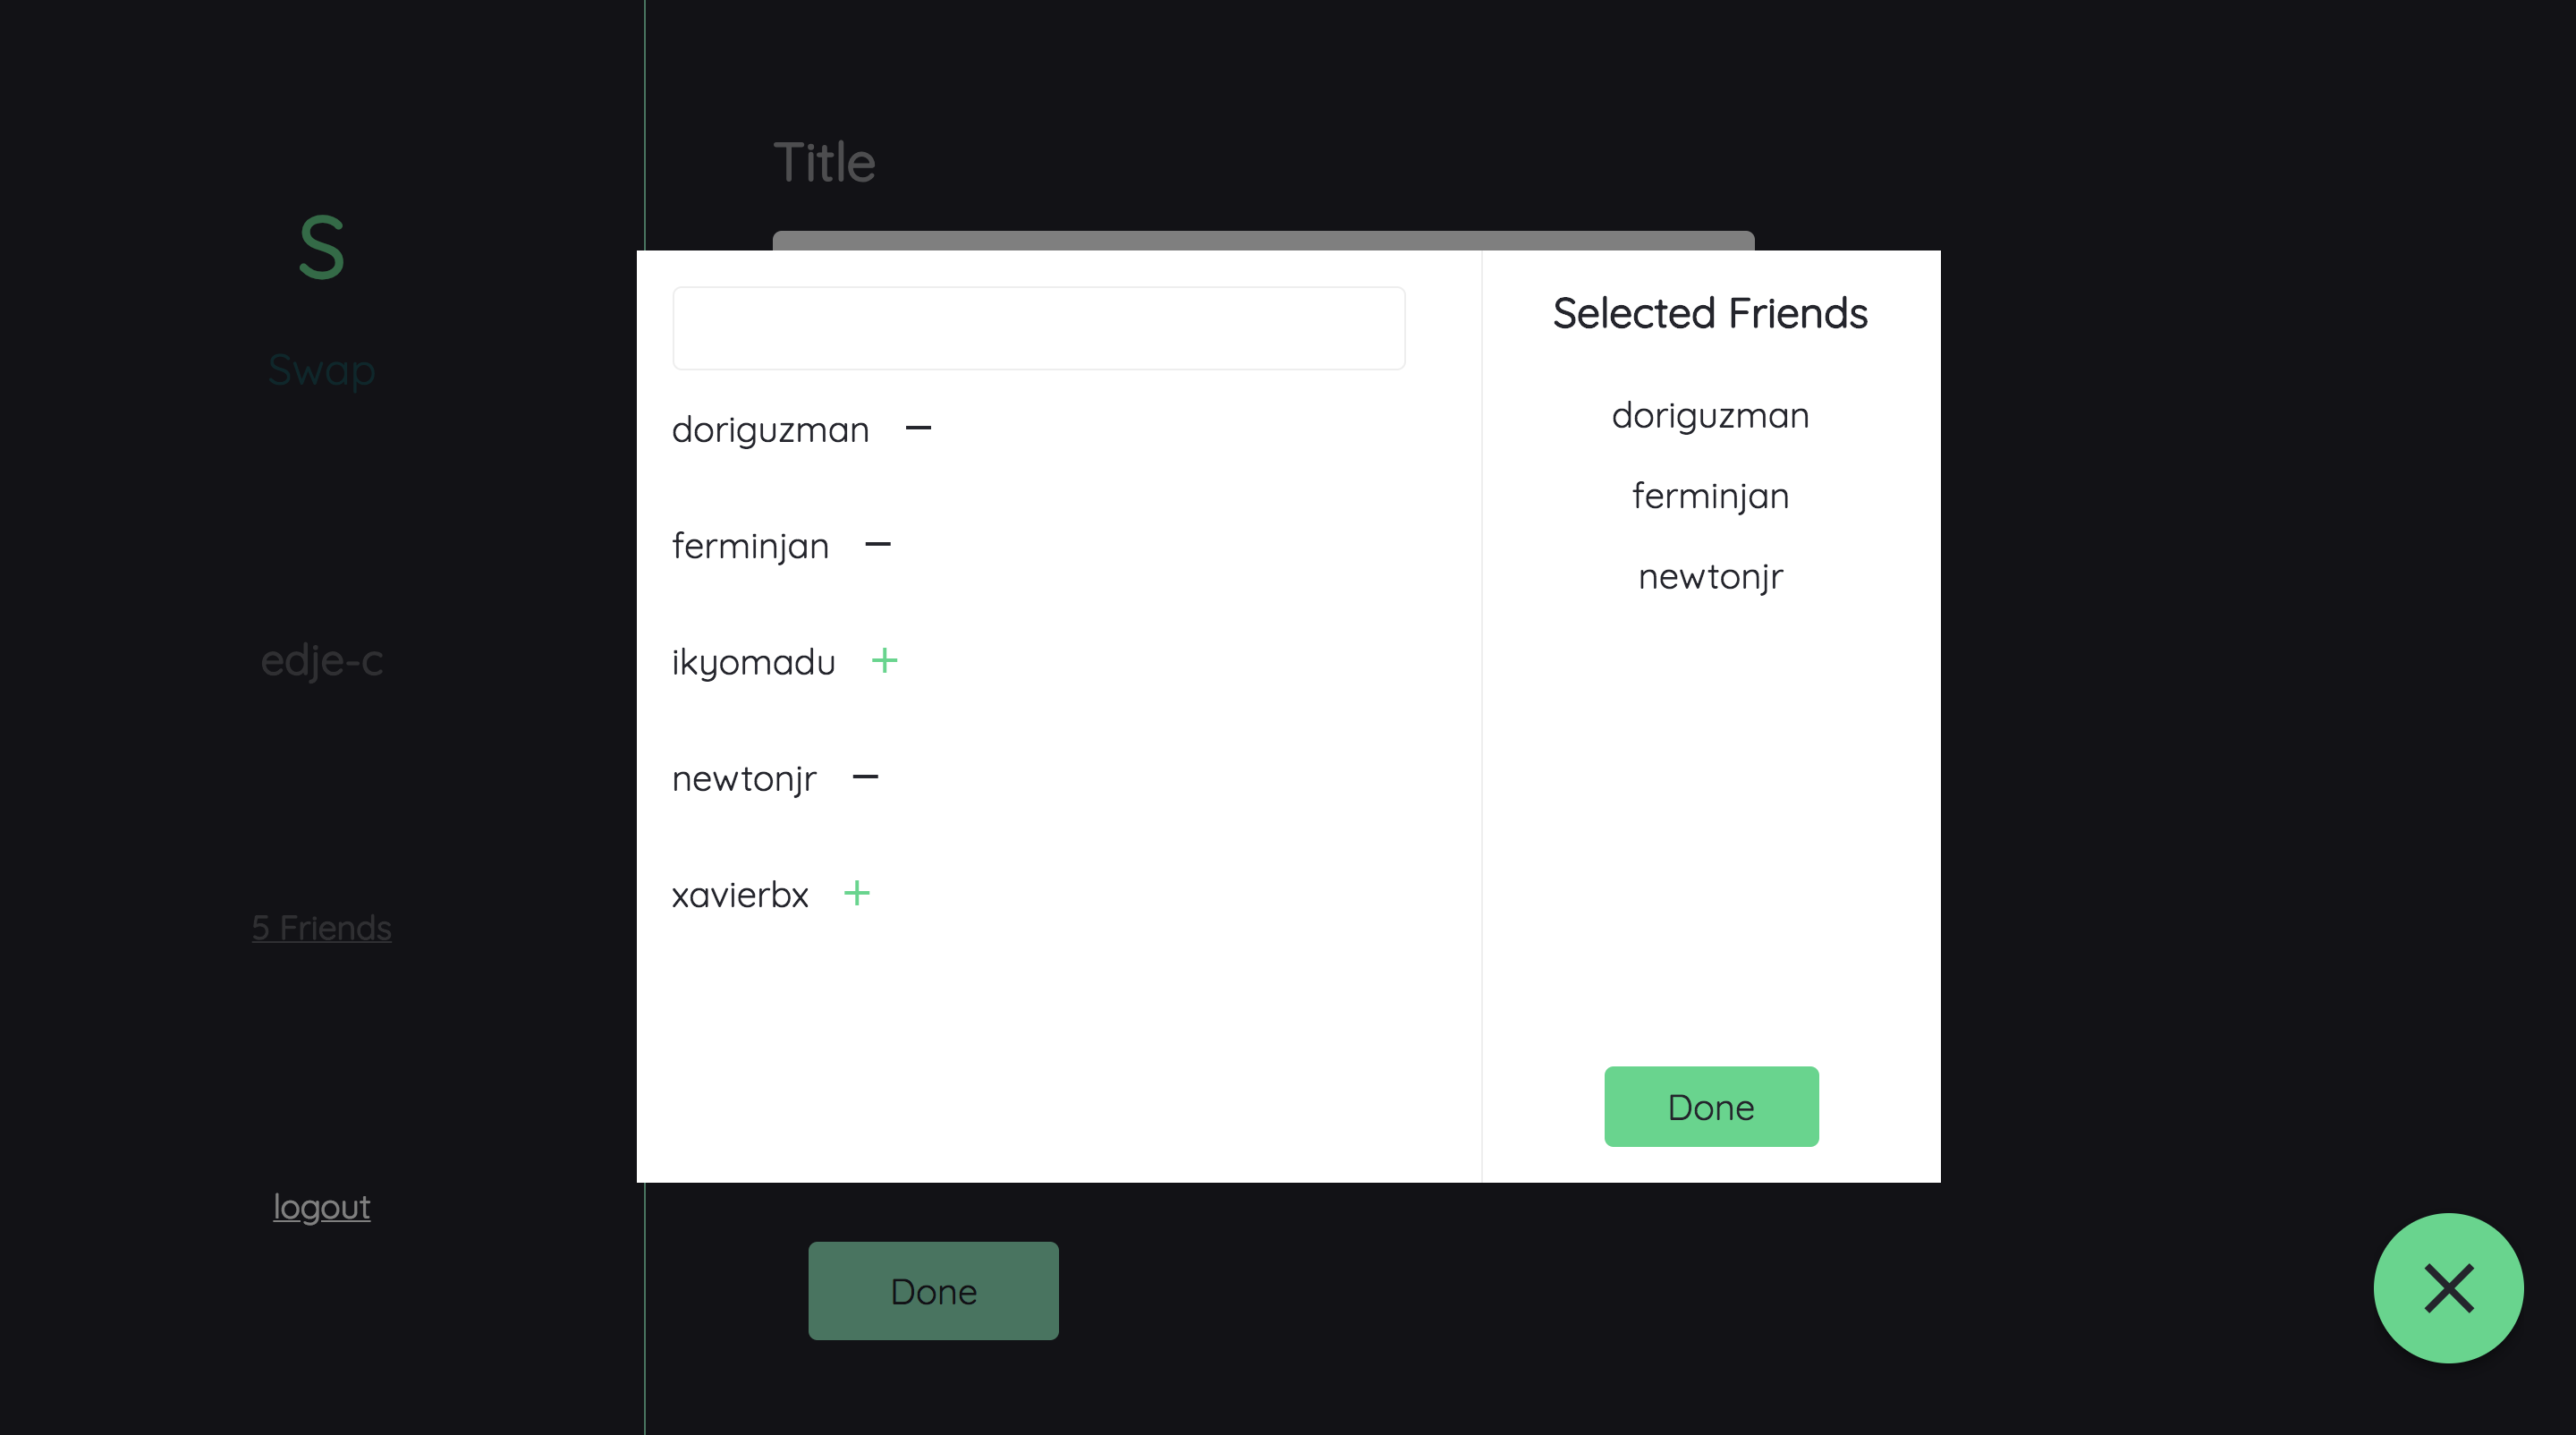 S
Swap
edje-c
5 Friends
logout
Title
doriguzman −
ferminjan −
ikyomadu +
newtonjr −
xavierbx +
Selected Friends
doriguzman
ferminjan
newtonjr
Done
Done